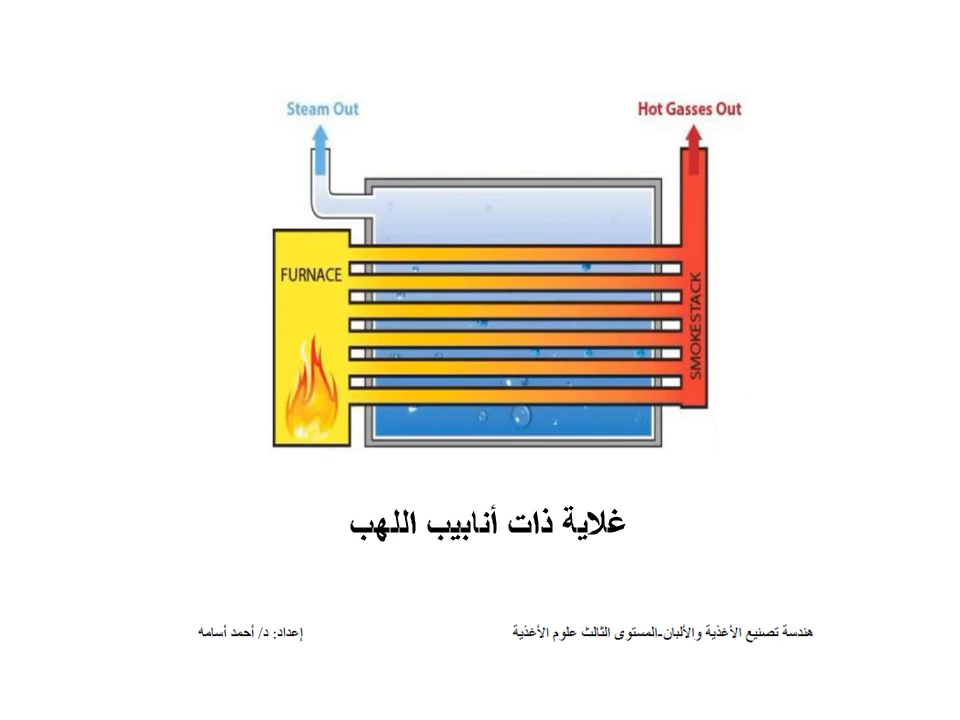 Steam Out
Hot Gasses Out
FURNACE
SMOKESTACK
غلاية ذات أنابيب اللهب
هندسة تصنيع الأغذية والألبان-المستوى الثالث علوم الأغذية
إعداد: د/ أحمد أسامه